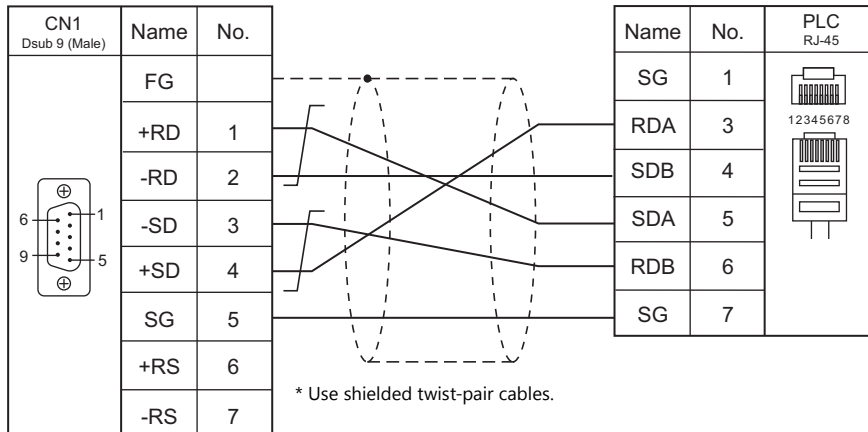 CN1
Dsub 9 (Male)
Name No.
FG
+RD 1
-RD 2
-SD 3
+SD 4
SG 5
+RS 6
-RS 7
6 1
9 5
* Use shielded twist-pair cables.
Name No. PLC
RJ-45
SG 1
RDA 3
SDB 4
SDA 5
RDB 6
SG 7
12345678